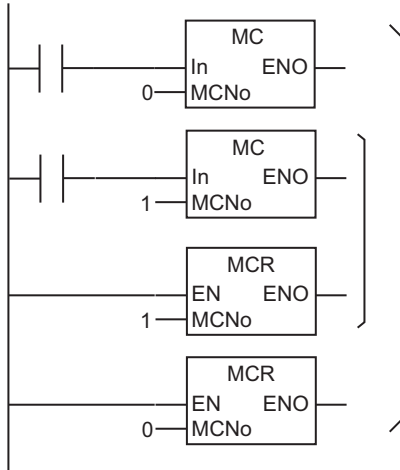 MC
In ENO
0 MCNo
MC
In ENO
1 MCNo
MCR
EN ENO
1 MCNo
MCR
EN ENO
0 MCNo